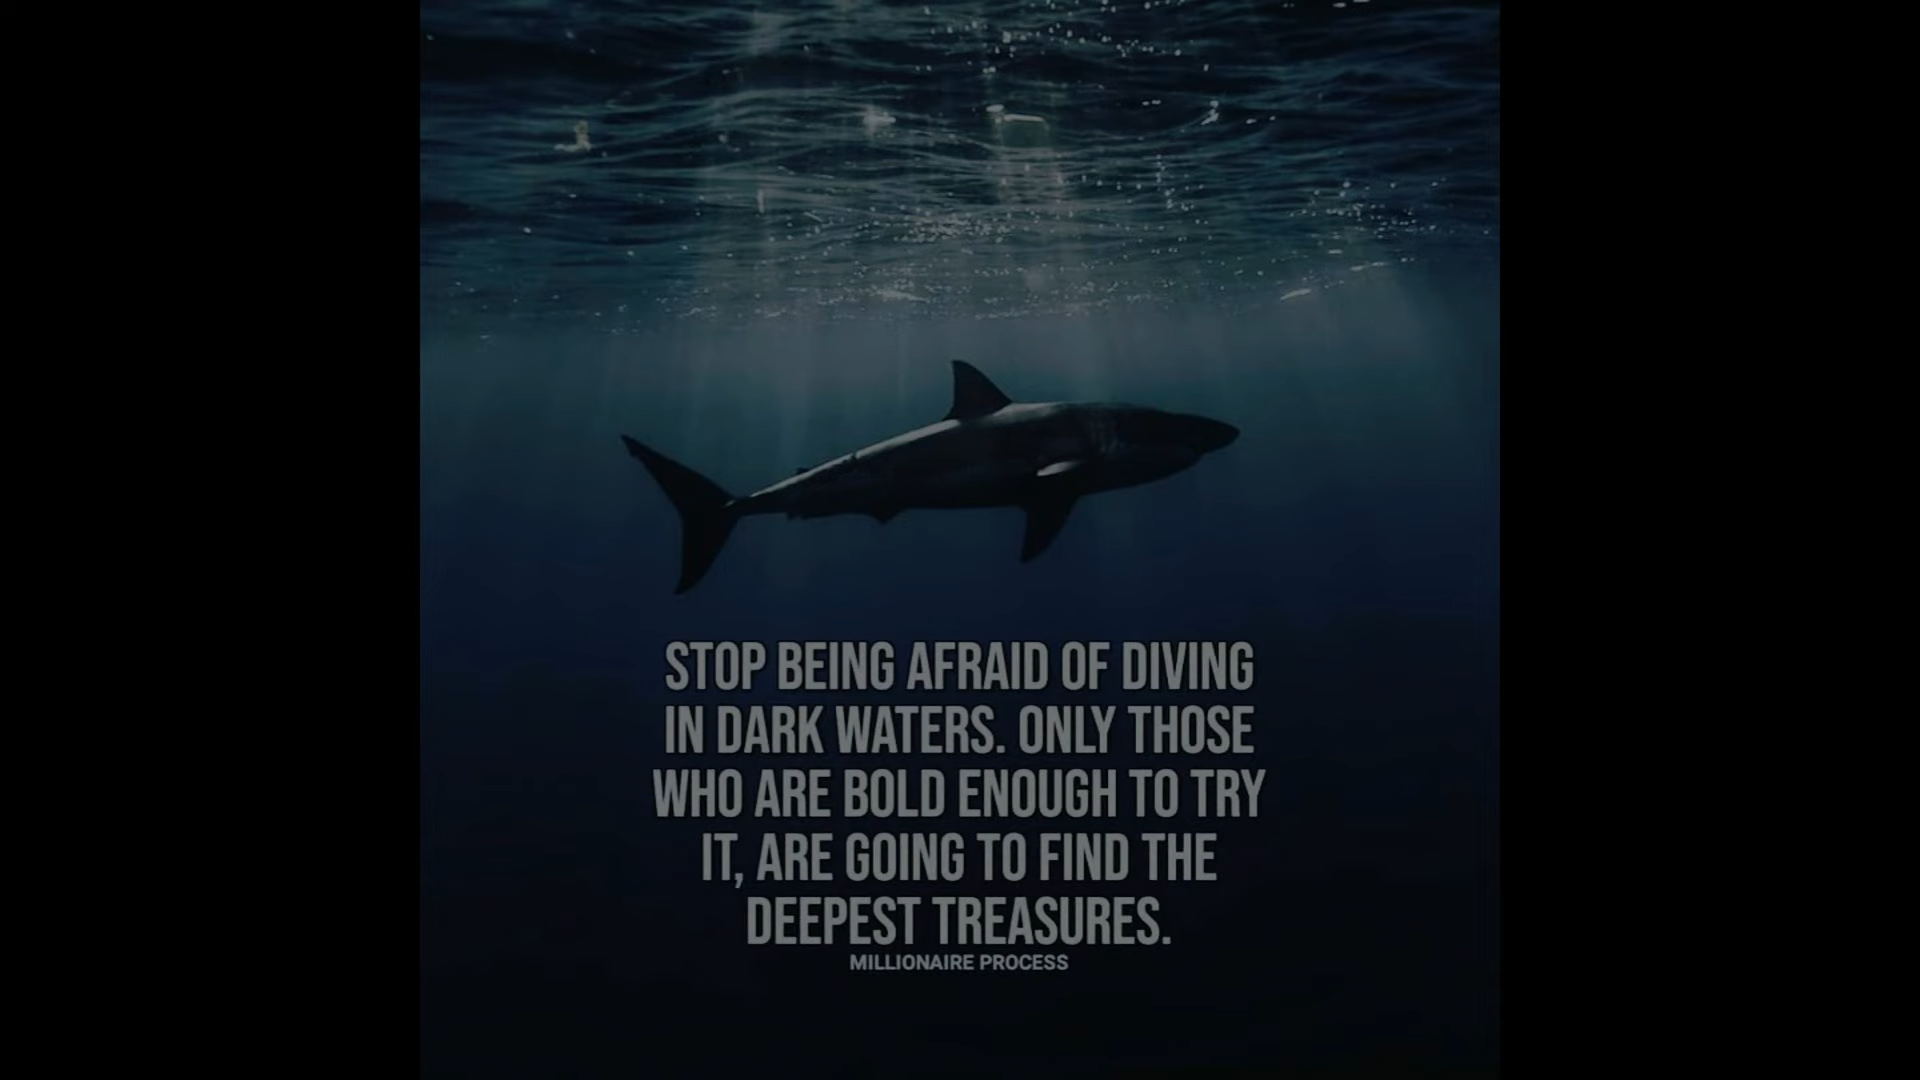 STOP BEING AFRAID OF DIVING
IN DARK WATERS. ONLY THOSE
WHO ARE BOLD ENOUGH TO TRY
IT, ARE GOING TO FIND THE
DEEPEST TREASURES.
MILLIONAIRE PROCESS